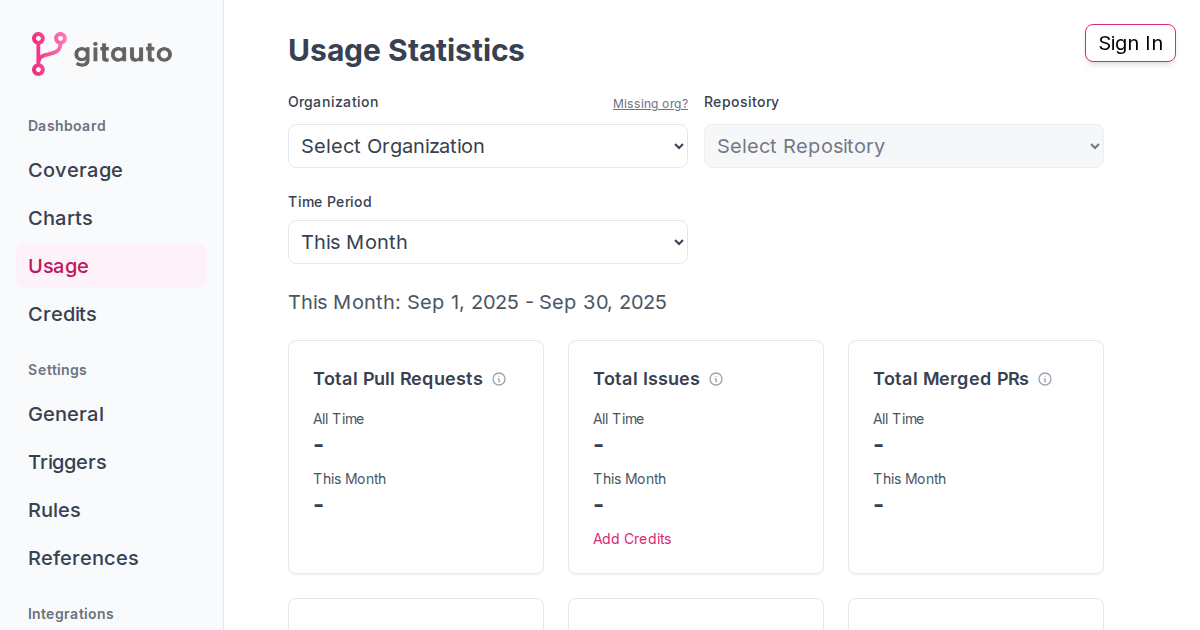 gitauto
Dashboard
Coverage
Charts
Usage
Credits
Settings
General
Triggers
Rules
References
Integrations
Usage Statistics
Sign In
Organization
Missing org?
Repository
Select Organization
Select Repository
Time Period
This Month
This Month: Sep 1, 2025 - Sep 30, 2025
Total Pull Requests
All Time
-
This Month
-
Total Issues
All Time
-
This Month
-
Add Credits
Total Merged PRs
All Time
-
This Month
-